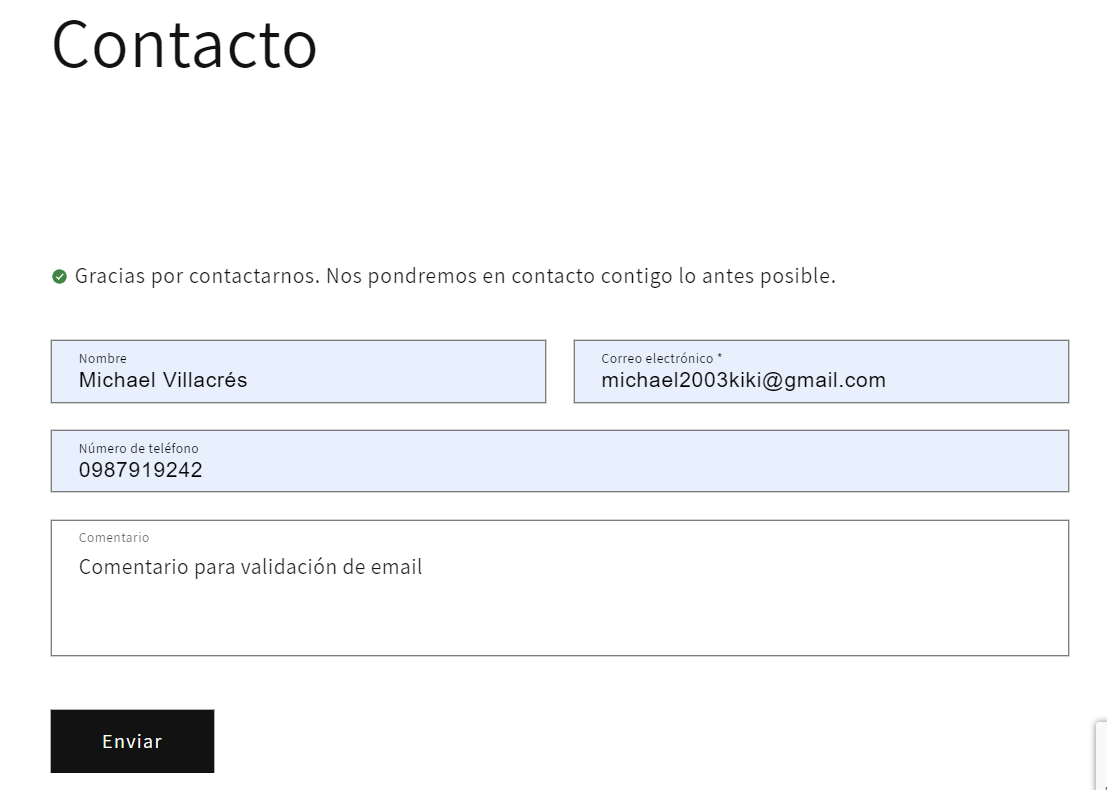 Contacto
Gracias por contactarnos. Nos pondremos en contacto contigo lo antes posible.
Nombre
Michael Villacrés
Correo electrónico *
michael2003kiki@gmail.com
Número de teléfono
0987919242
Comentario
Comentario para validación de email
Enviar